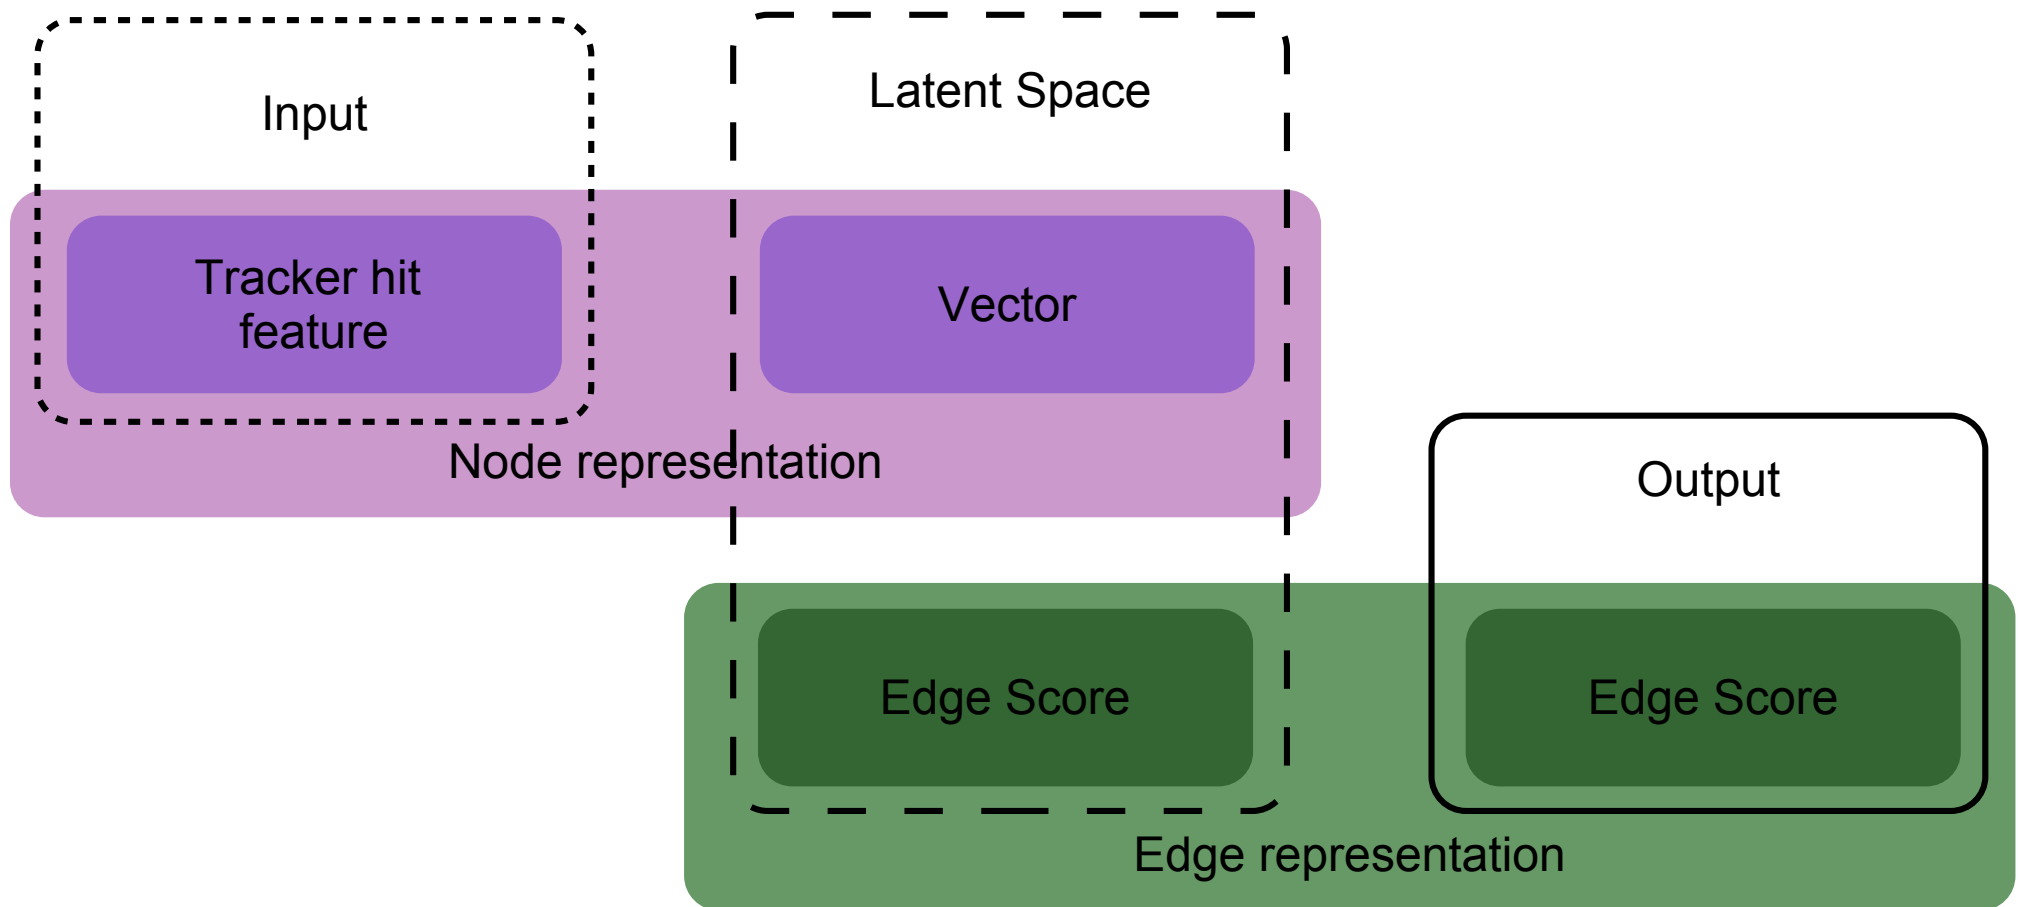 Input
Latent Space
Tracker hit
feature
Vector
Node representation
Output
Edge Score
Edge Score
Edge representation